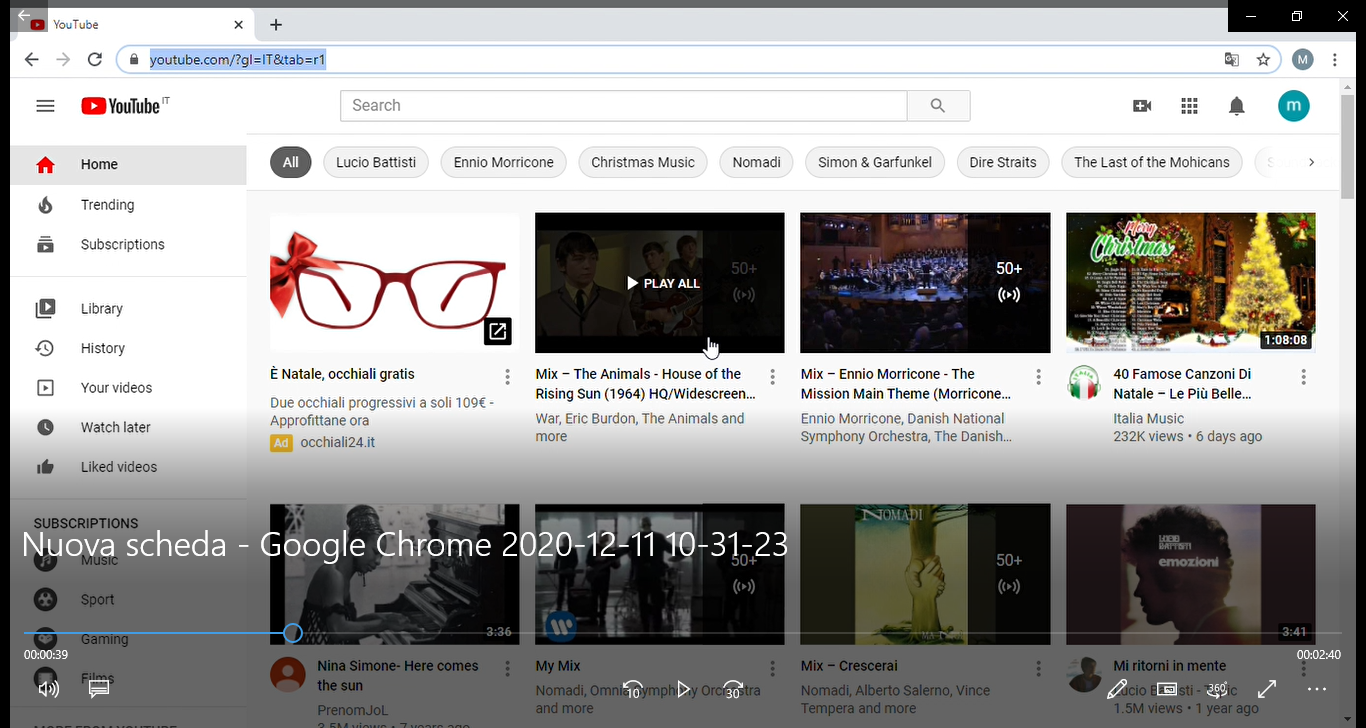 YouTube
youtube.com/?gl=IT&tab=r1
M
YouTube IT
Search
m
Home
Trending
Subscriptions
Library
History
Your videos
Watch later
Liked videos
SUBSCRIPTIONS
Music
Sport
Gaming
Films
All
Lucio Battisti
Ennio Morricone
Christmas Music
Nomadi
Simon & Garfunkel
Dire Straits
The Last of the Mohicans
PLAY ALL
50+
50+
Merry
Christmas
1:08:08
È Natale, occhiali gratis
Due occhiali progressivi a soli 109€ -
Approfittane ora
Ad occhiali24.it
Mix – The Animals - House of the
Rising Sun (1964) HQ/Widescreen...
War, Eric Burdon, The Animals and
more
Mix – Ennio Morricone - The
Mission Main Theme (Morricone...
Ennio Morricone, Danish National
Symphony Orchestra, The Danish...
40 Famose Canzoni Di
Natale – Le Più Belle...
Italia Music
232K views • 6 days ago
Nuova scheda - Google Chrome 2020-12-11 10-31-23
3:36
50+
NOMADI
50+
LUCIO
BATTISTI
emozioni
3:41
00:00:39
00:02:40
Nina Simone- Here comes
the sun
PrenomJoL
3.5M views • 7 years ago
My Mix
Nomadi, Omnia Symphony Orchestra
and more
Mix – Crescerai
Nomadi, Alberto Salerno, Vince
Tempera and more
Mi ritorni in mente
Lucio Battisti - Topic
1.5M views • 1 year ago
10
30
360°